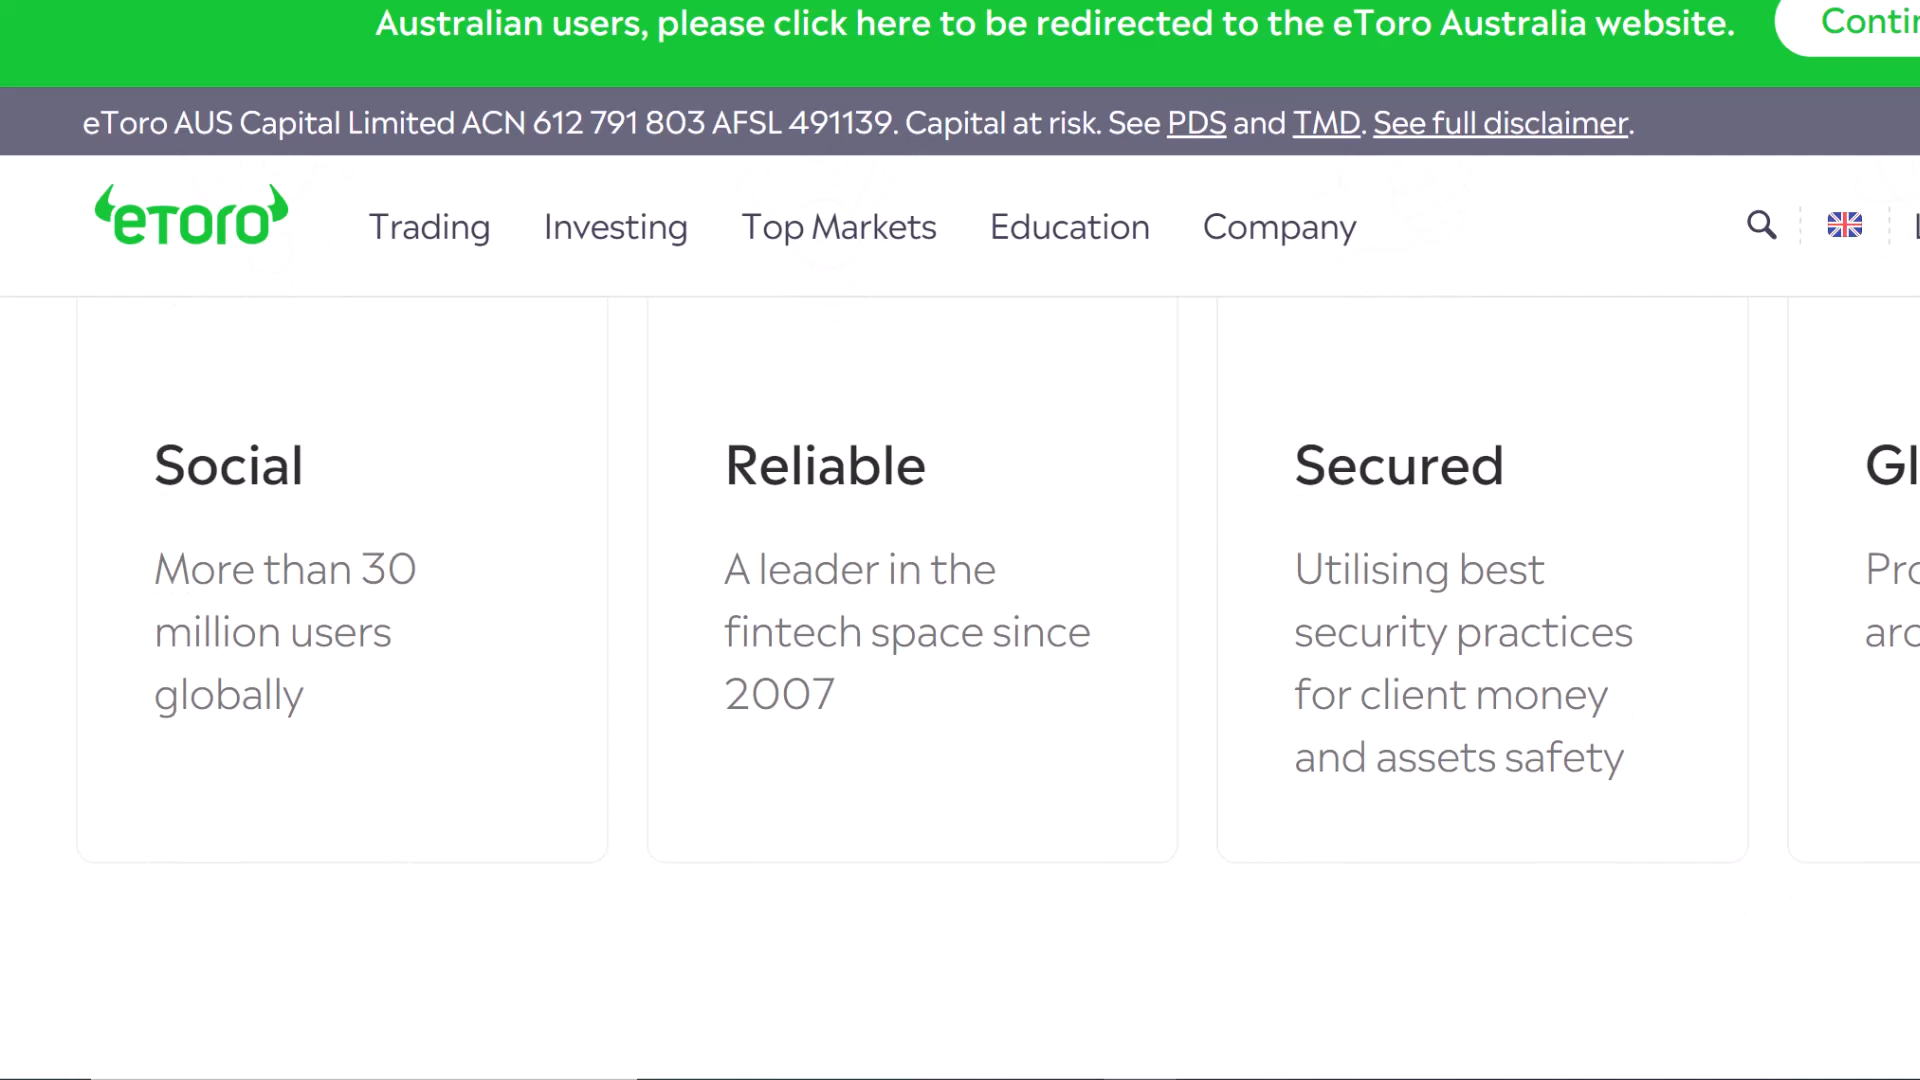 Australian users, please click here to be redirected to the eToro Australia website.
eToro AUS Capital Limited ACN 612 791 803 AFSL 491139. Capital at risk. See PDS and TMD. See full disclaimer.
eToro Trading Investing Top Markets Education Company
Social
More than 30
million users
globally
Reliable
A leader in the
fintech space since
2007
Secured
Utilising best
security practices
for client money
and assets safety